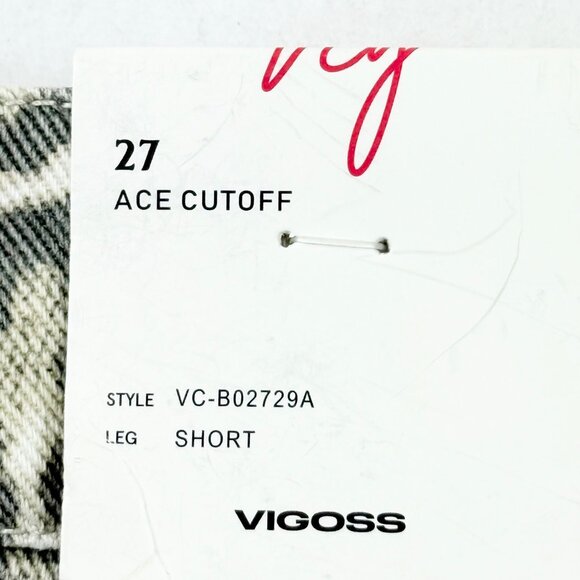 27
ACE CUTOFF
STYLE VC-B02729A
LEG SHORT
VIGOSS